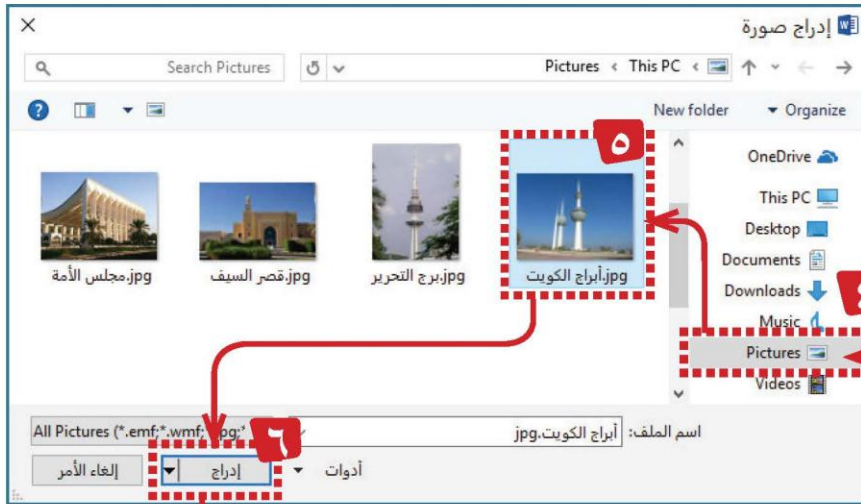 إدراج صورة
Pictures < This PC <
Search Pictures
Organize
New folder
٥
OneDrive
This PC
Desktop
Documents
Downloads
٤
Music
Pictures
Videos
أبراج الكويت.jpg
برج التحرير.jpg
قصر السيف.jpg
مجلس الأمة.jpg
اسم الملف: أبراج الكويت.jpg
All Pictures (*.emf;*.wmf;
٦
أدوات
إدراج
إلغاء الأمر